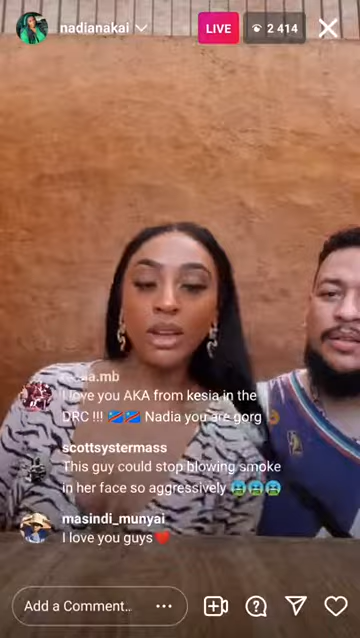 nadianakai
LIVE
2 414
I love you AKA from kesia in the
DRC !!! 🇨🇩🇨🇩 Nadia you are gorg
scottsystermass
This guy could stop blowing smoke
in her face so aggressively 🤮🤮🤮
masindi_munyai
I love you guys❤️
Add a Comment...